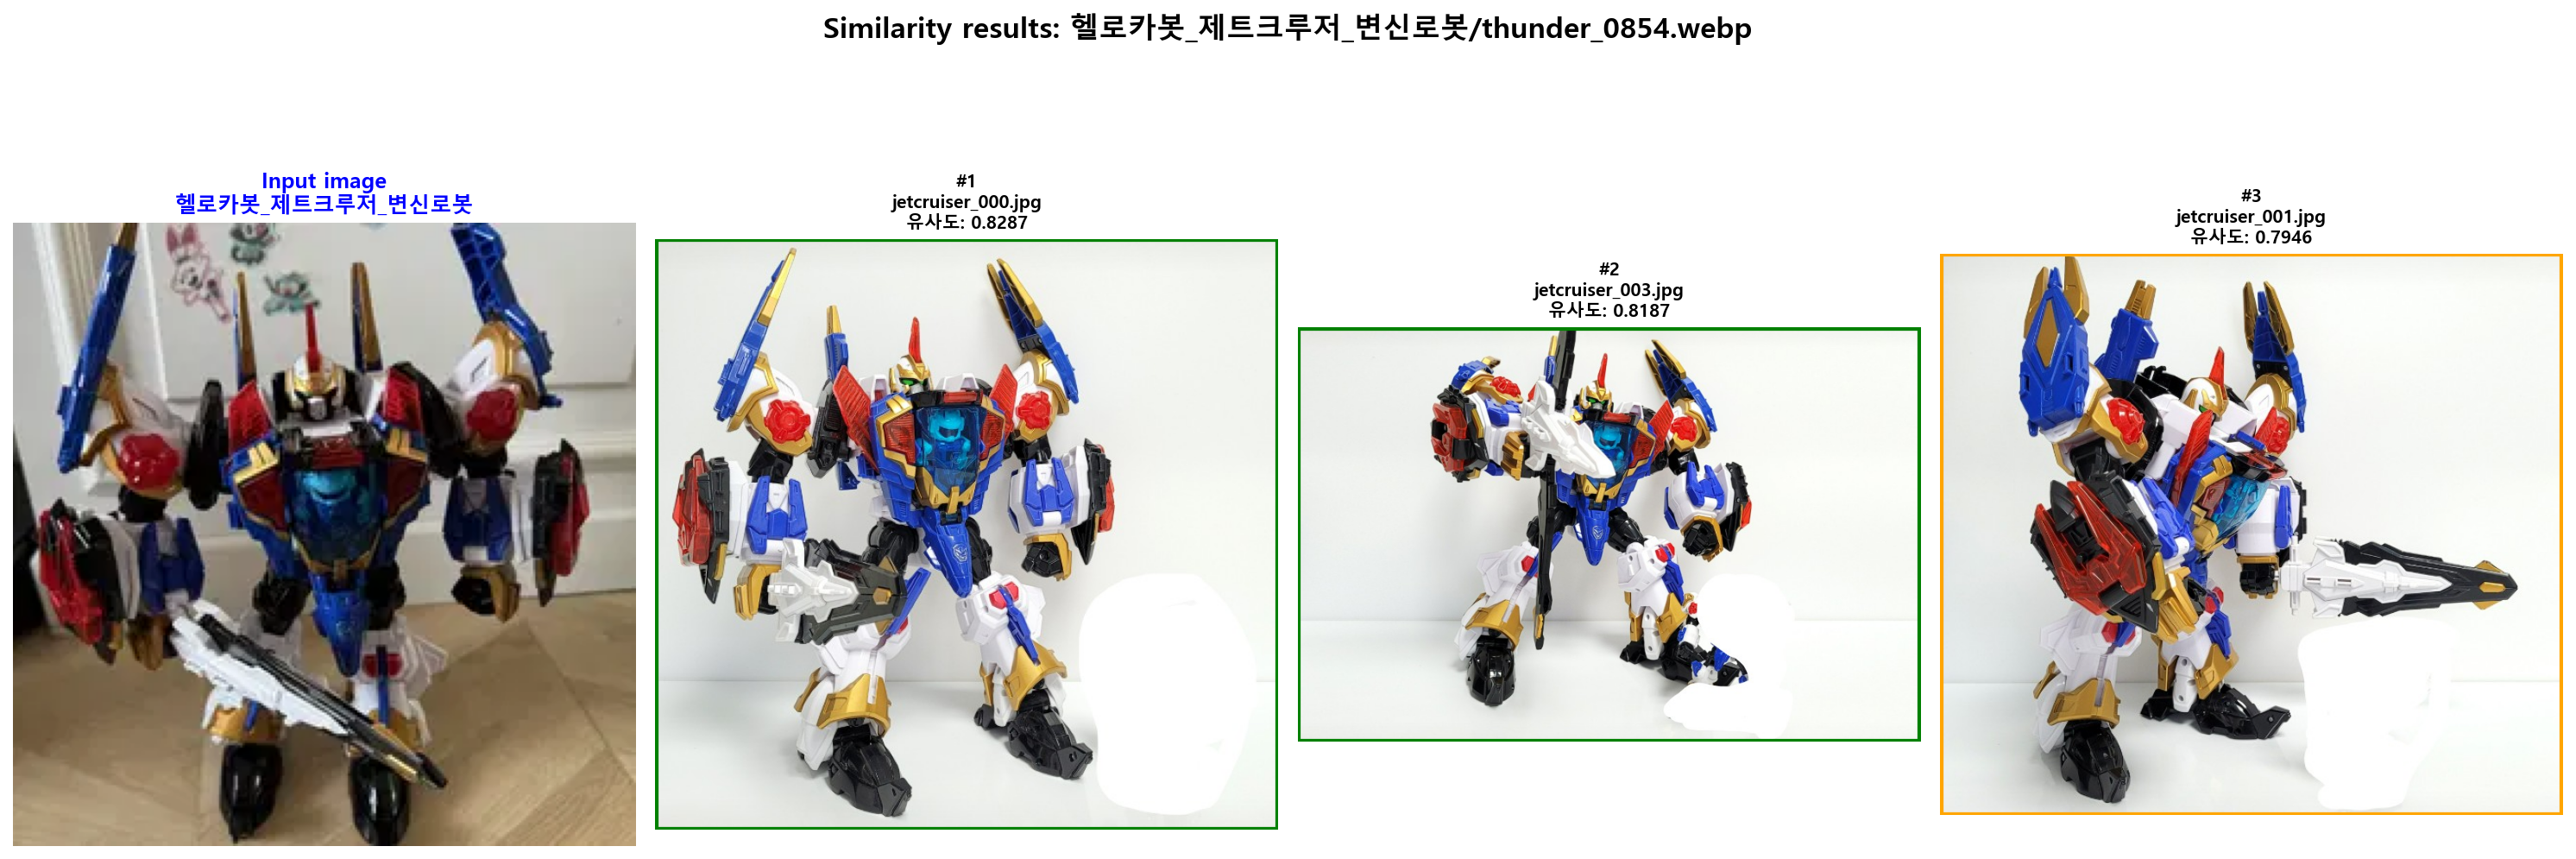 Similarity results: 헬로카봇_제트크루저_변신로봇/thunder_0854.webp
Input image
헬로카봇_제트크루저_변신로봇
#1
jetcruiser_000.jpg
유사도: 0.8287
#2
jetcruiser_003.jpg
유사도: 0.8187
#3
jetcruiser_001.jpg
유사도: 0.7946